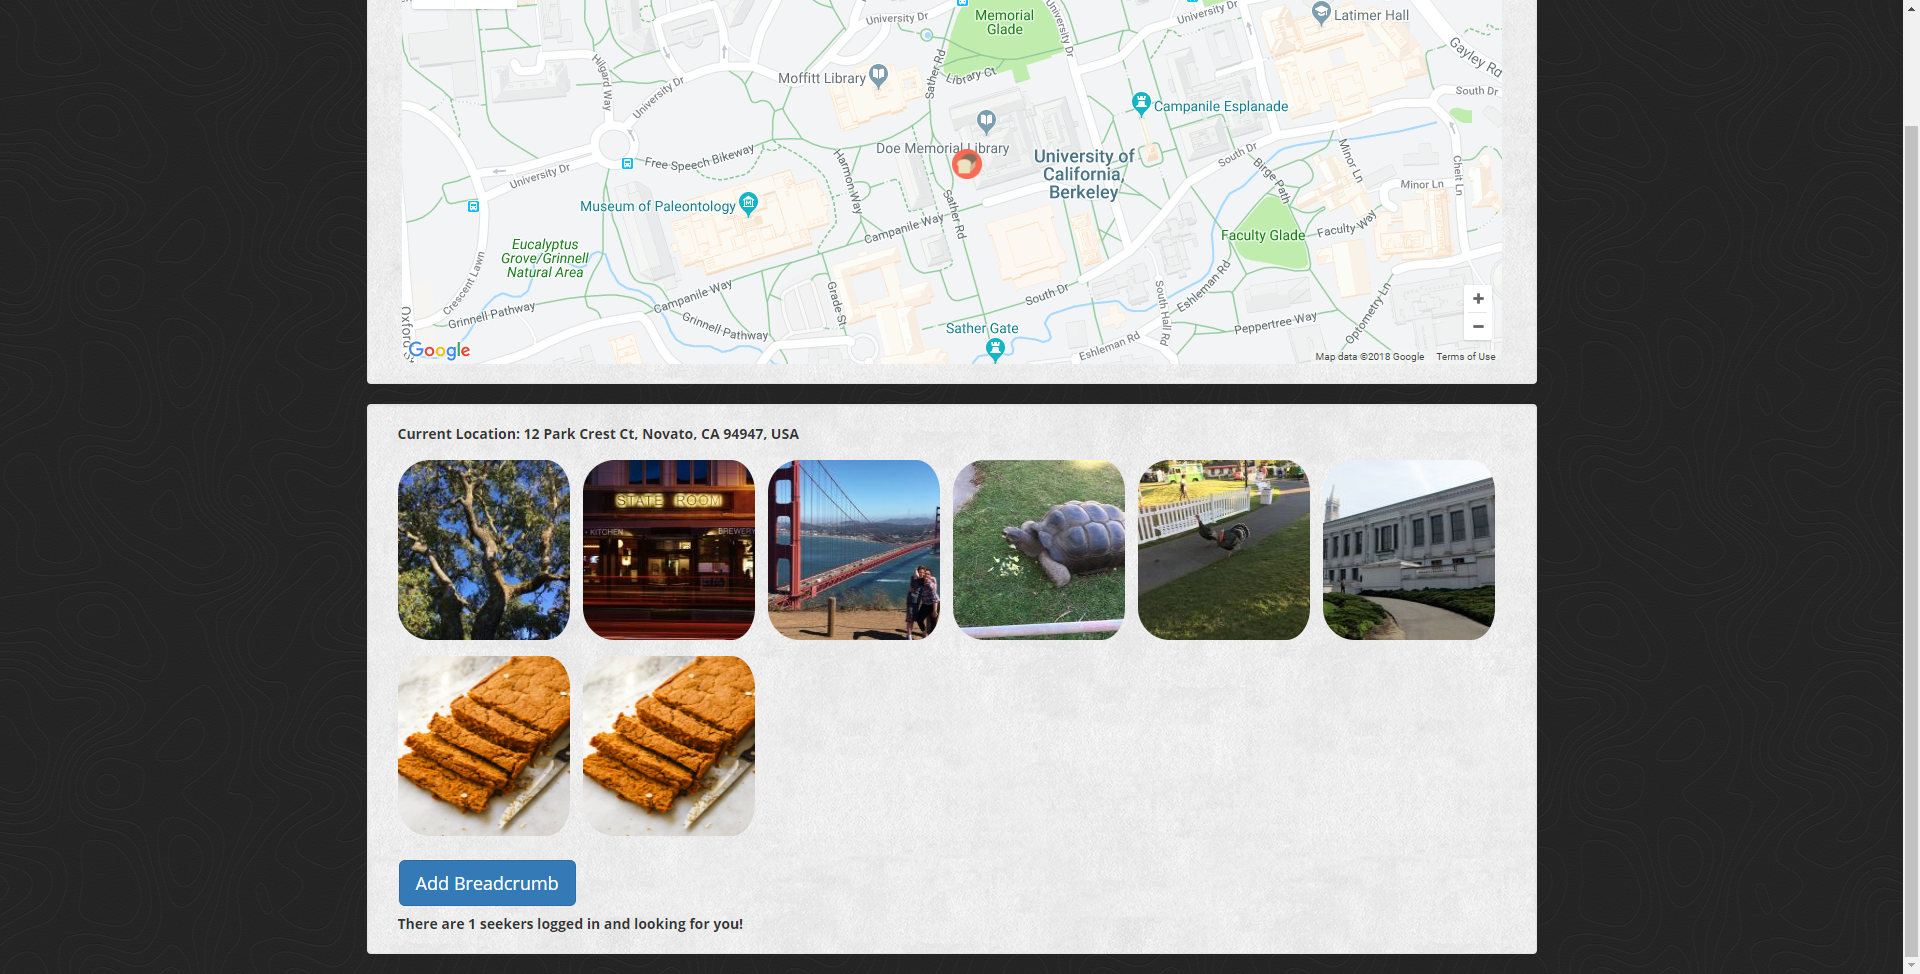 University Dr
Memorial
Glade
University Dr
University Dr
Latimer Hall
Gayley Rd
Hilgard Way
University Dr
Moffitt Library
Sather Rd
Library Ct
South Dr
Campanile Esplanade
Doe Memorial Library
University of
California,
Berkeley
Free Speech Bikeway
Harmon Way
South Dr
Birge Path
Minor Ln
Cheit Ln
Minor Ln
University Dr
Museum of Paleontology
Sather Rd
Campanile Way
Faculty Glade
Faculty Way
Eucalyptus
Grove/Grinnell
Natural Area
Crescent Lawn
Campanile Way
Grade St
South Dr
South Hall Rd
Eshleman Rd
Optometry Ln
Oxford St
Grinnell Pathway
Grinnell Pathway
Sather Gate
Eshleman Rd
Peppertree Way
+
−
Google
Map data ©2018 Google
Terms of Use
Current Location: 12 Park Crest Ct, Novato, CA 94947, USA
STATE ROOM
KITCHEN
BREWERY
Add Breadcrumb
There are 1 seekers logged in and looking for you!